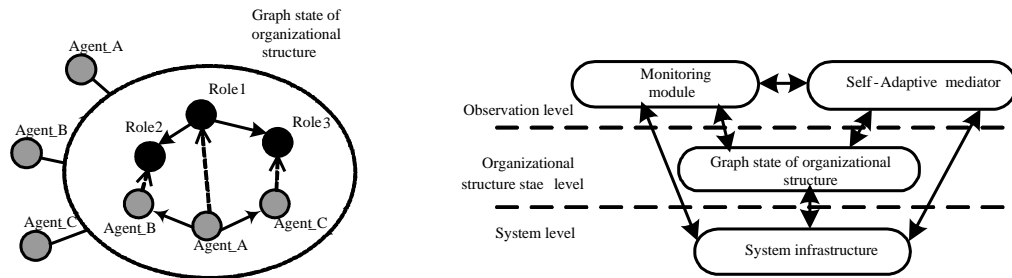 Graph state of
organizational
structure
Agent_A
Role1
Role2
Role3
Agent_B
Agent_C
Agent_B
Agent_A
Agent_C
Monitoring
module
Self-Adaptive mediator
Observation level
Graph state of organizational
structure
Organizational
structure stae level
System level
System infrastructure